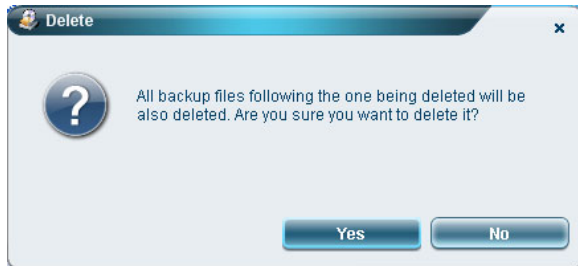 Delete
All backup files following the one being deleted will be
also deleted. Are you sure you want to delete it?
Yes
No